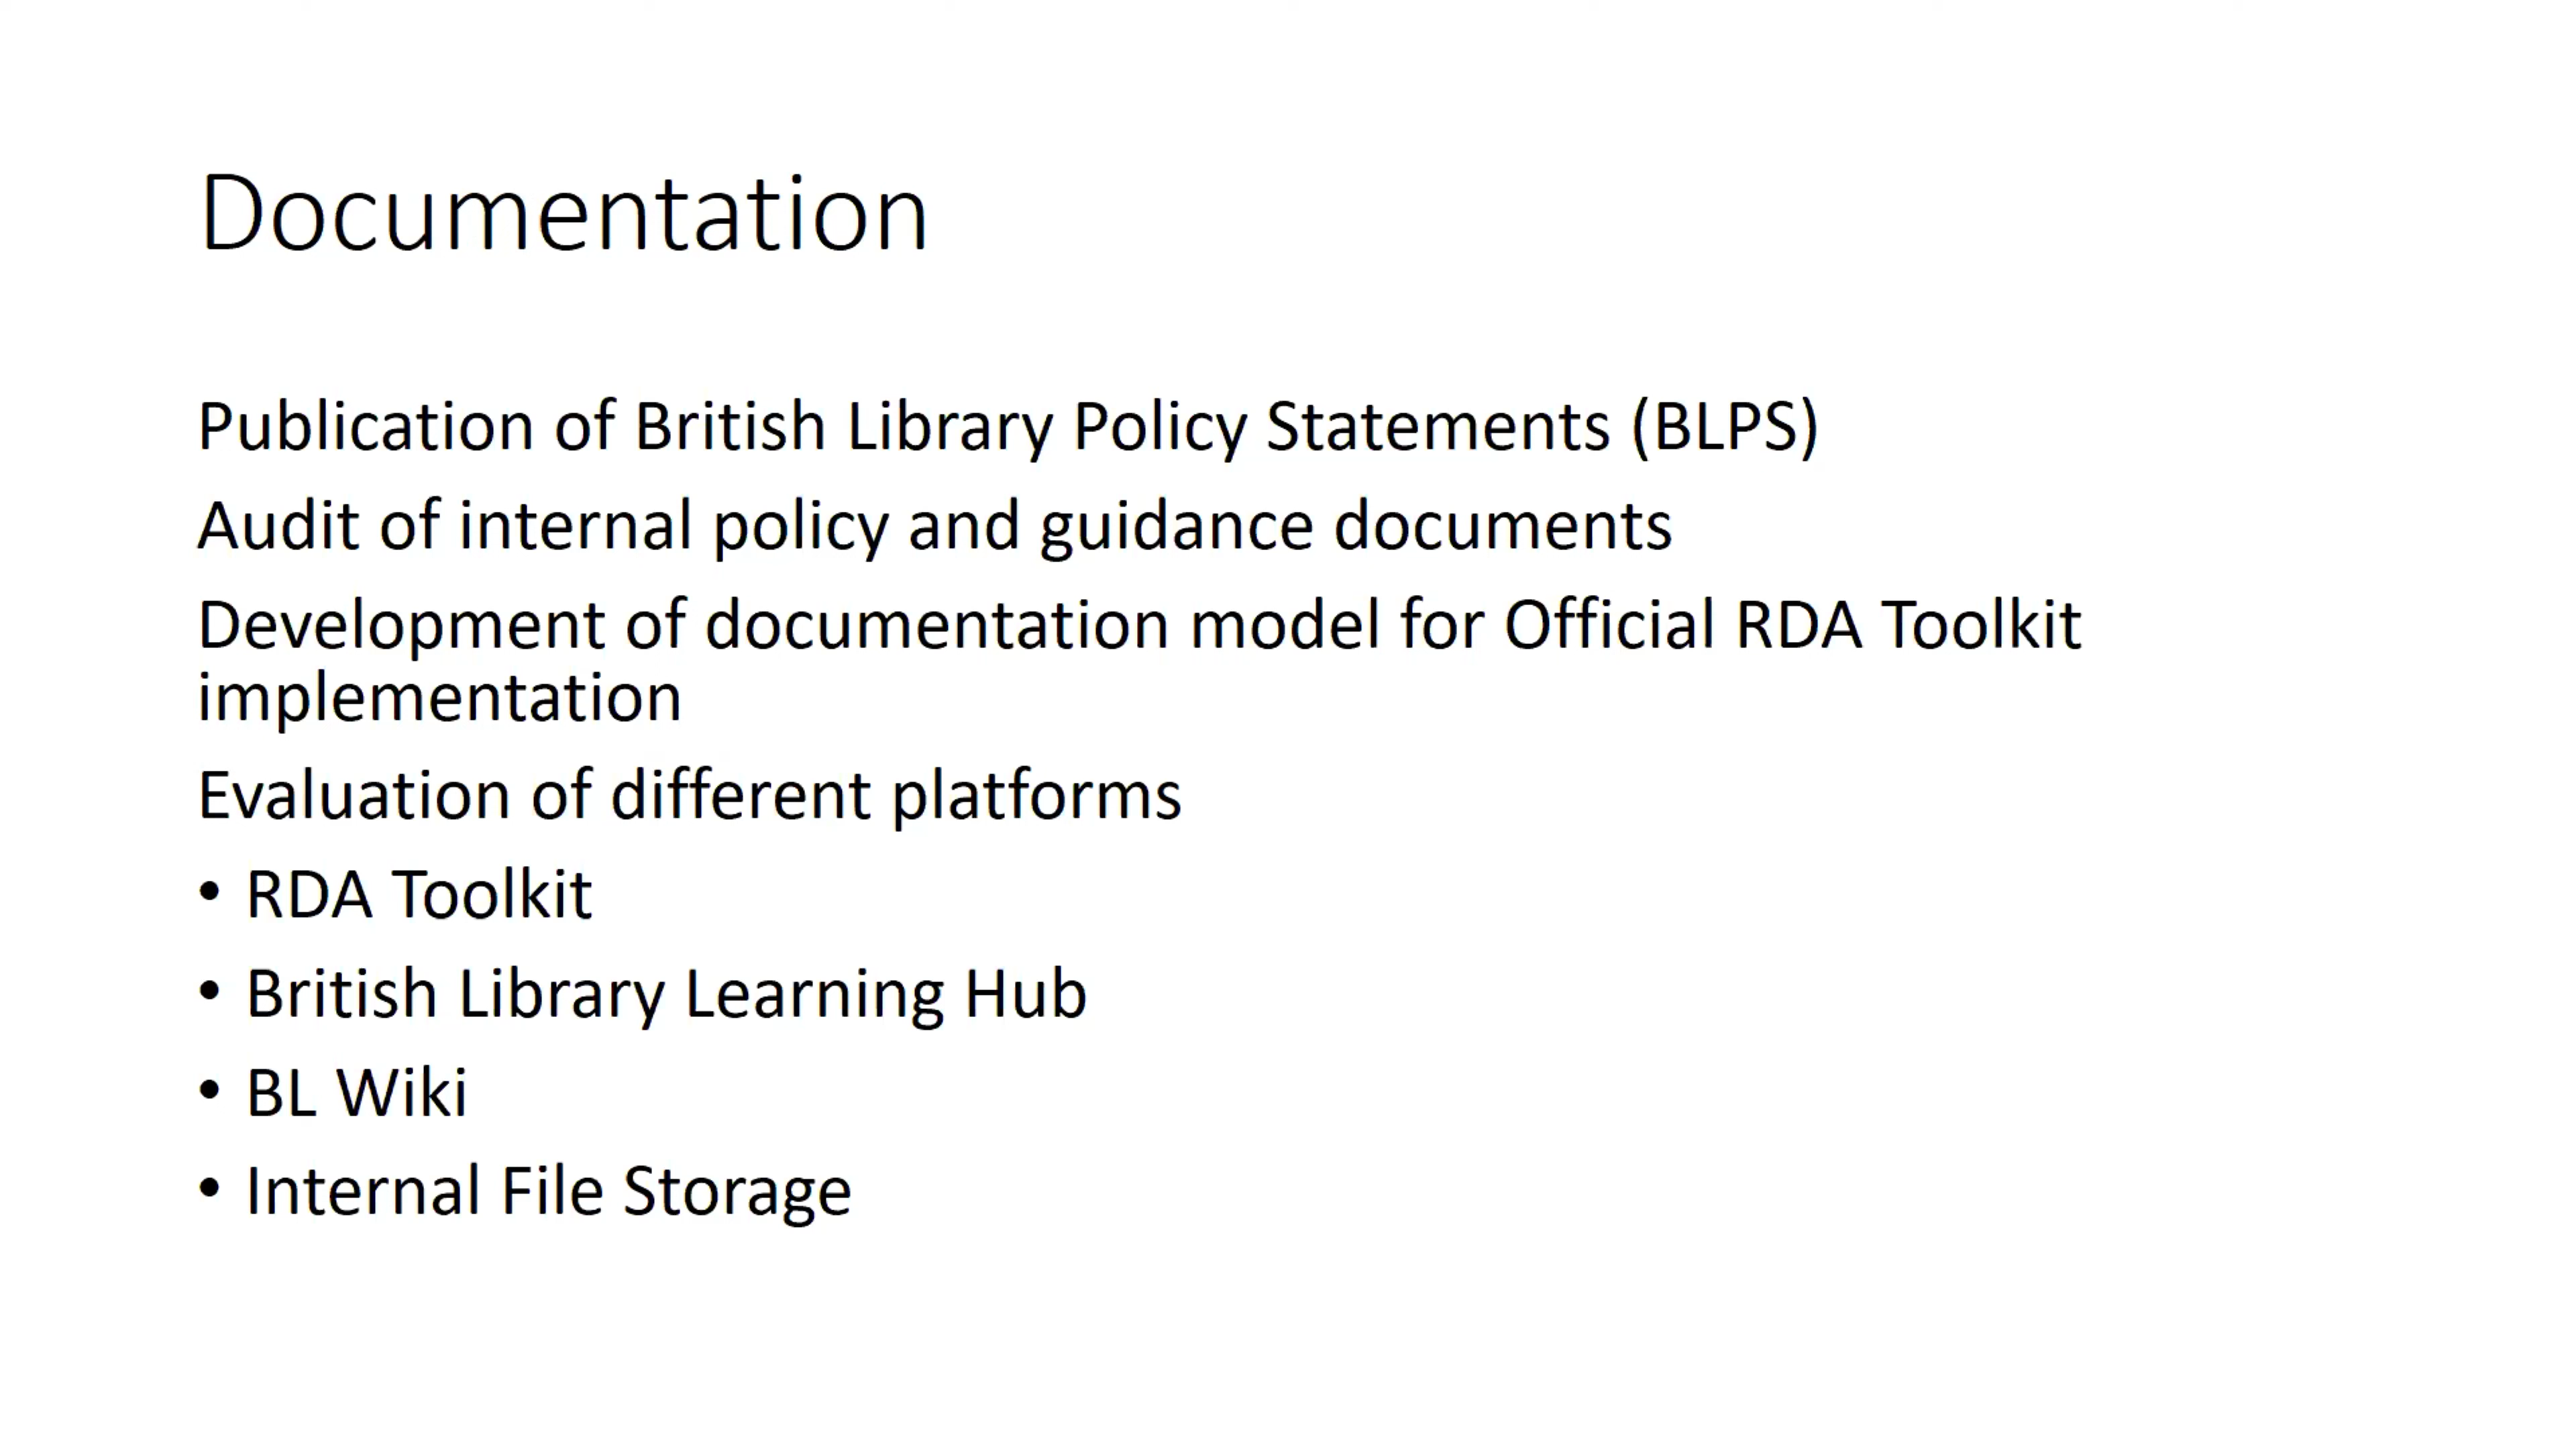 Documentation
Publication of British Library Policy Statements (BLPS)
Audit of internal policy and guidance documents
Development of documentation model for Official RDA Toolkit
implementation
Evaluation of different platforms
• RDA Toolkit
• British Library Learning Hub
• BL Wiki
• Internal File Storage